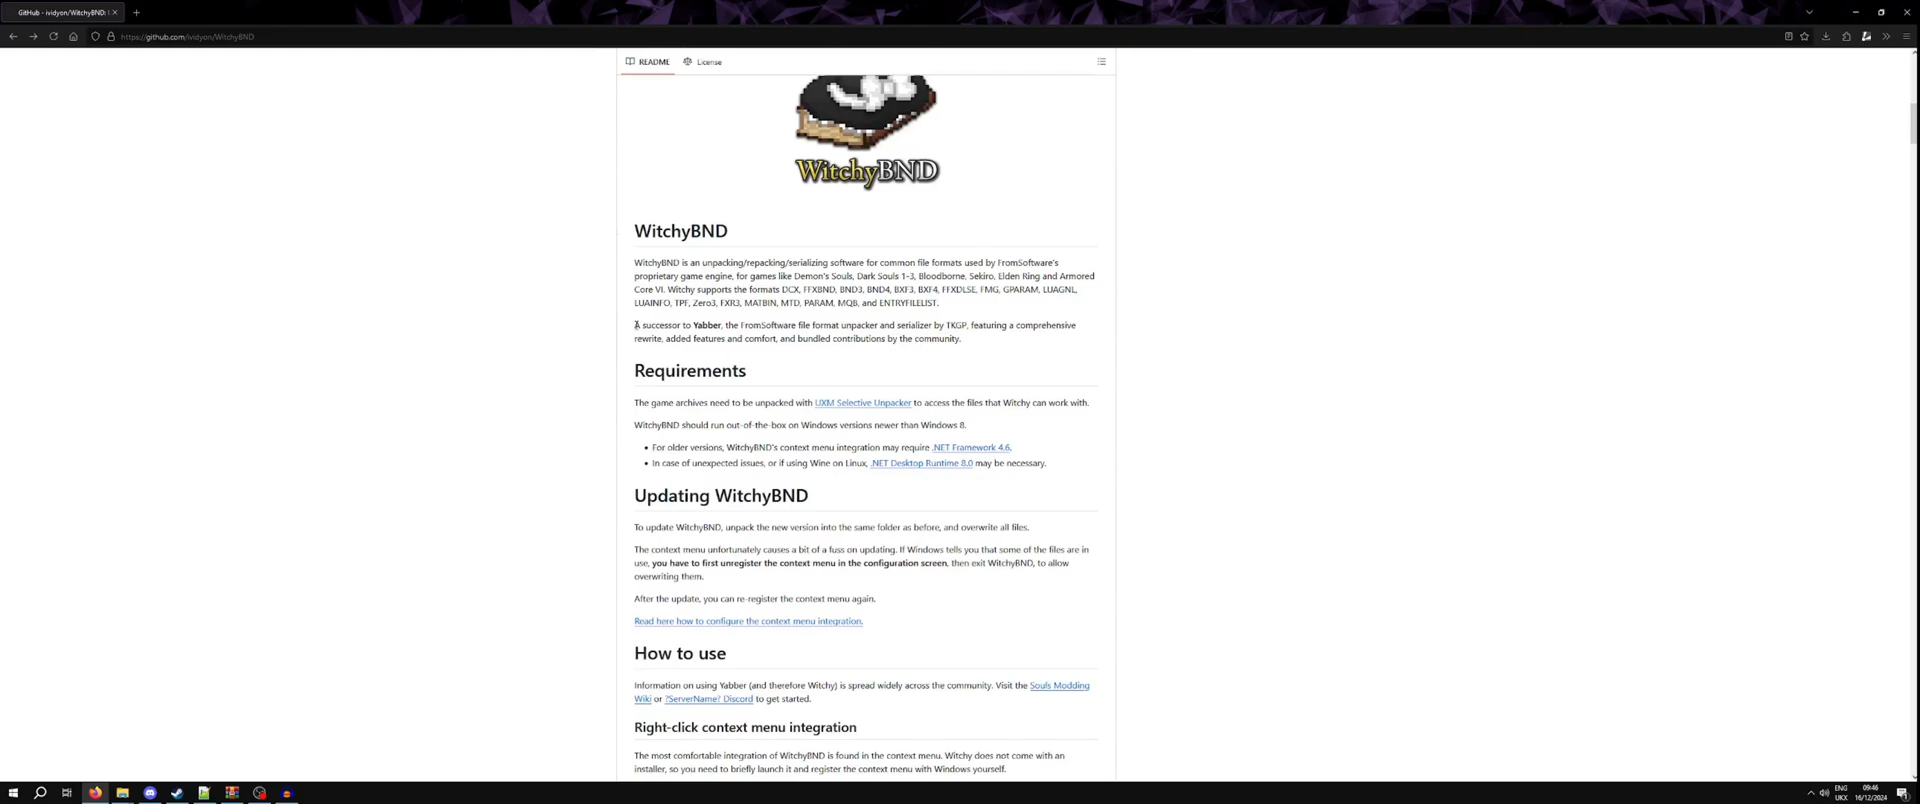 GitHub - ividyon/WitchyBND:
https://github.com/ividyon/WitchyBND
README
License
WitchyBND
WitchyBND
WitchyBND is an unpacking/repacking/serializing software for common file formats used by FromSoftware's
proprietary game engine, for games like Demon's Souls, Dark Souls 1-3, Bloodborne, Sekiro, Elden Ring and Armored
Core VI. Witchy supports the formats DCX, FFXBND, BND3, BND4, BXF3, BXF4, FFXDLSE, FMG, GPARAM, LUAGNL,
LUAINFO, TPF, Zero3, FXR3, MATBIN, MTD, PARAM, MQB, and ENTRYFILELIST.
A successor to Yabber, the FromSoftware file format unpacker and serializer by TKGP, featuring a comprehensive
rewrite, added features and comfort, and bundled contributions by the community.
Requirements
The game archives need to be unpacked with UXM Selective Unpacker to access the files that Witchy can work with.
WitchyBND should run out-of-the-box on Windows versions newer than Windows 8.
• For older versions, WitchyBND's context menu integration may require .NET Framework 4.6.
• In case of unexpected issues, or if using Wine on Linux, .NET Desktop Runtime 8.0 may be necessary.
Updating WitchyBND
To update WitchyBND, unpack the new version into the same folder as before, and overwrite all files.
The context menu unfortunately causes a bit of a fuss on updating. If Windows tells you that some of the files are in
use, you have to first unregister the context menu in the configuration screen, then exit WitchyBND, to allow
overwriting them.
After the update, you can re-register the context menu again.
Read here how to configure the context menu integration.
How to use
Information on using Yabber (and therefore Witchy) is spread widely across the community. Visit the Souls Modding
Wiki or ?ServerName? Discord to get started.
Right-click context menu integration
The most comfortable integration of WitchyBND is found in the context menu. Witchy does not come with an
installer, so you need to briefly launch it and register the context menu with Windows yourself.
ENG
UKX
09:46
16/12/2024